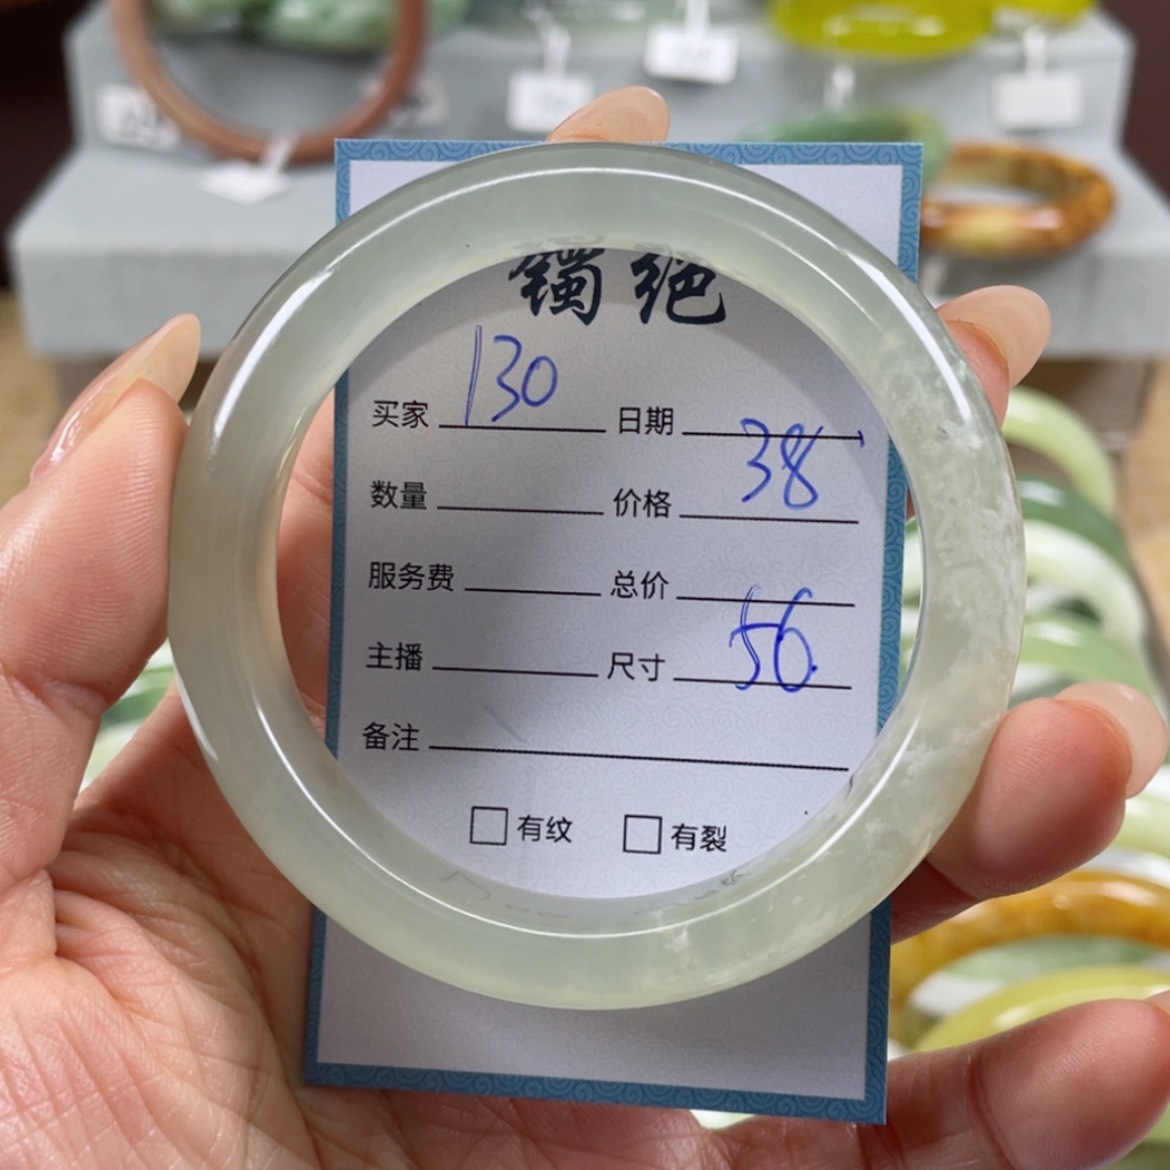 镯绝
买家 130 日期
数量 价格 38
服务费 总价
主播 尺寸 56
备注
□ 有纹 □ 有裂